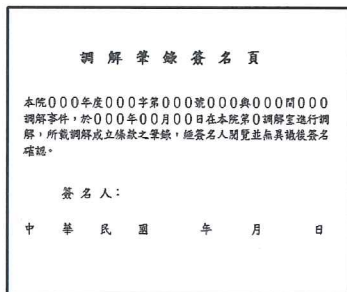 調解筆錄簽名頁
本院000年度000字第000號000與000間000
調解事件，於000年00月00日在本院第0調解室進行調
解，所載調解成立條款之筆錄，經簽名人閱覽並無異議後簽名
確認。
簽名人：
中華民國　　年　　月　　日